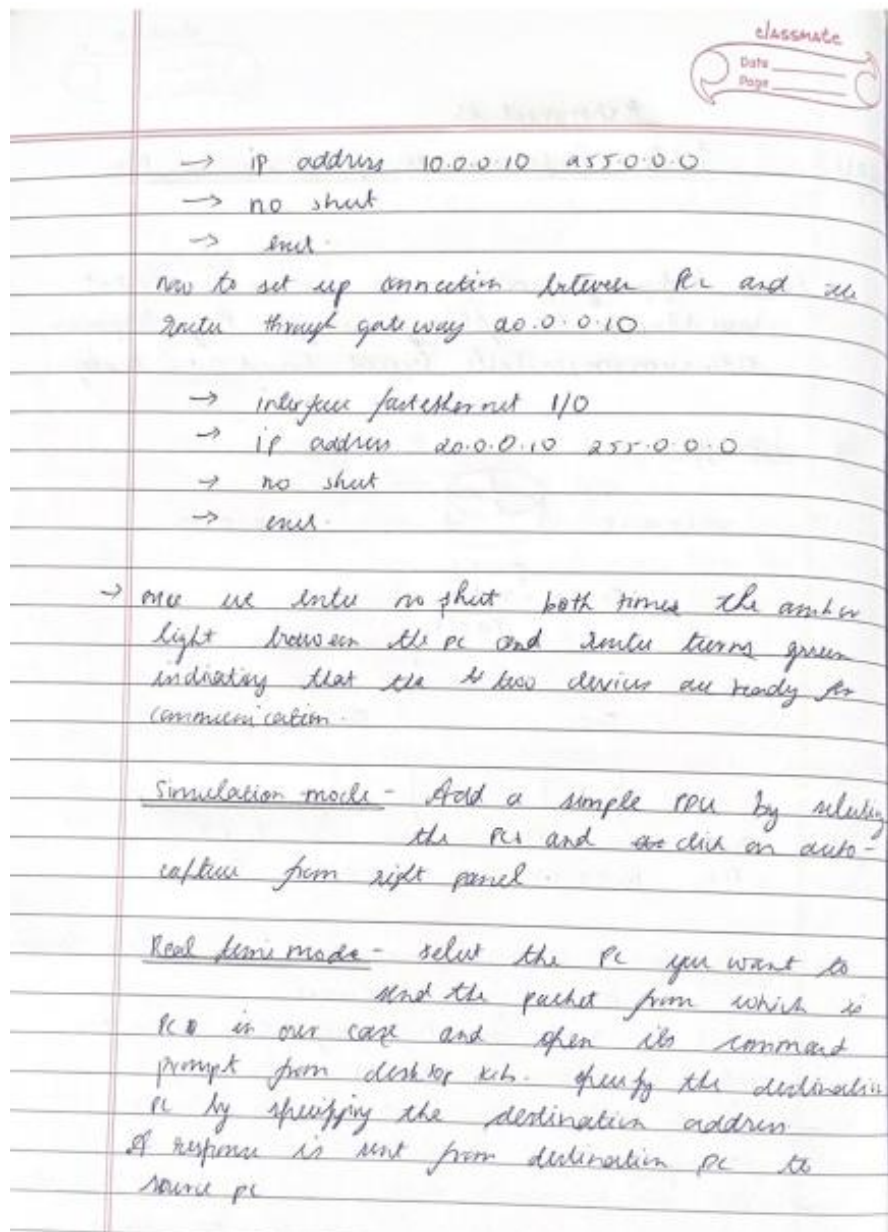 classmate
Date
Page
→ ip address 10.0.0.10 255.0.0.0
→ no shut
→ exit.
now to set up connection between PC and the
router through gateway 20.0.0.10
→ interface fastethernet 1/0
→ ip address 20.0.0.10 255.0.0.0
→ no shut
→ exit.
→ once we enter no shut both times the amber
light between the pc and router turns green
indicating that the two devices are ready for
communication.
Simulation mode - Add a simple PDU by selecting
the PCs and click on auto-
capture from right panel
Real time mode - select the PC you want to
send the packet from which is
PC in our case and open its command
prompt from desktop. specify the destination
pc by specifying the destination address
A response is sent from destination pc to
source pc